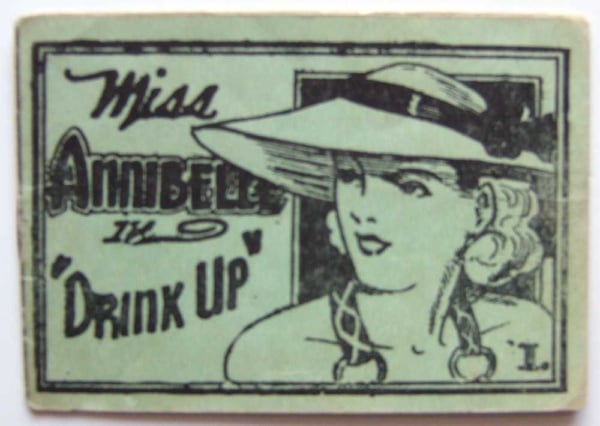 Miss
ANNIBELLE
IN
"DRINK UP"
I.